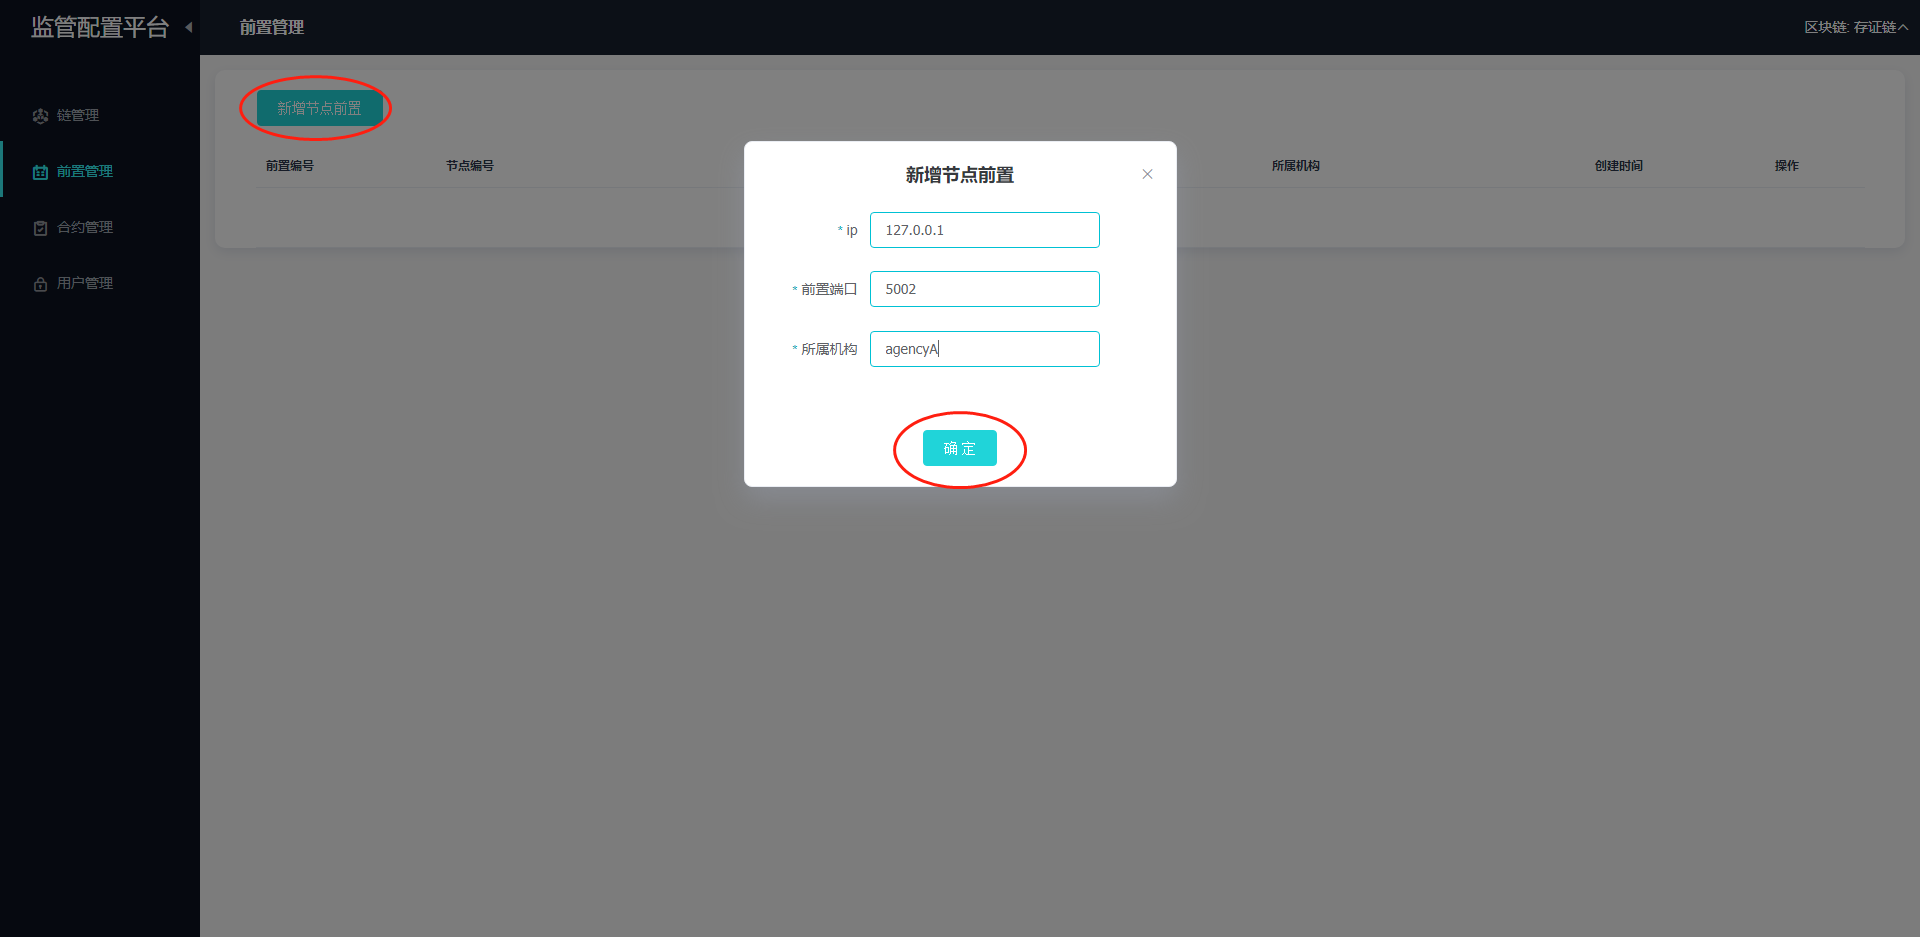 监管配置平台
前置管理
区块链: 存证链
链管理
前置管理
合约管理
用户管理
新增节点前置
前置编号
节点编号
所属机构
创建时间
操作
新增节点前置
* ip
127.0.0.1
* 前置端口
5002
* 所属机构
agencyA
确 定